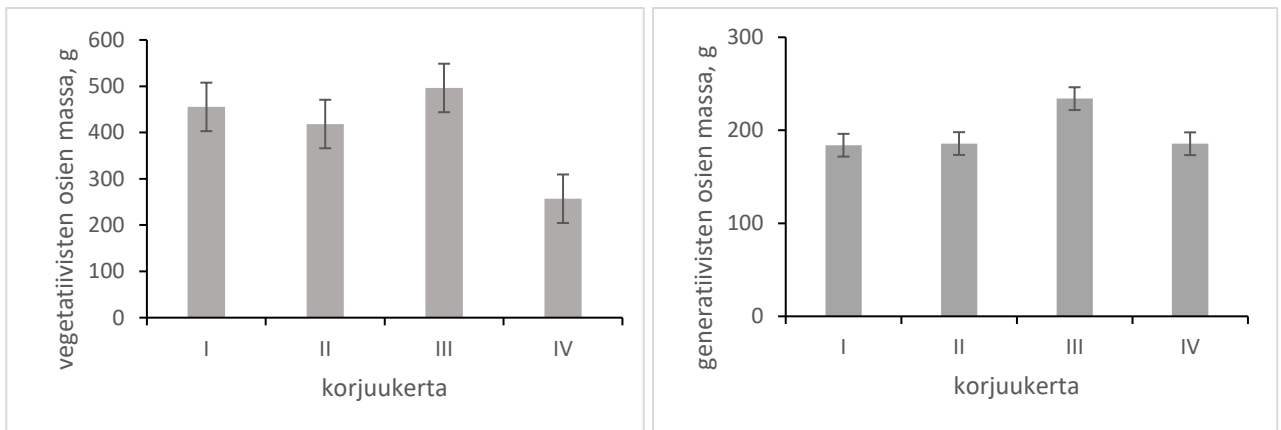 vegetatiivisten osien massa, g
600
500
400
300
200
100
0
I II III IV
korjuukerta
generatiivisten osien massa, g
300
200
100
0
I II III IV
korjuukerta